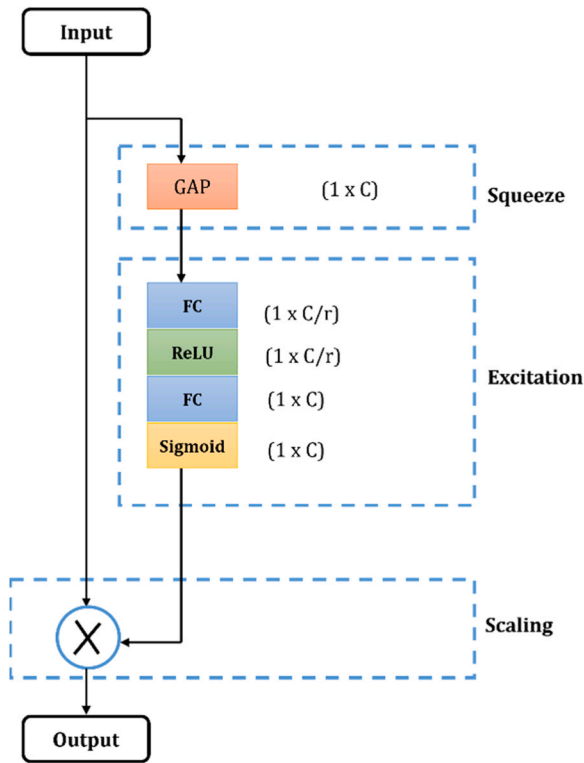 Input
GAP
(1 x C)
Squeeze
FC
(1 x C/r)
ReLU
(1 x C/r)
Excitation
FC
(1 x C)
Sigmoid
(1 x C)
Scaling
X
Output